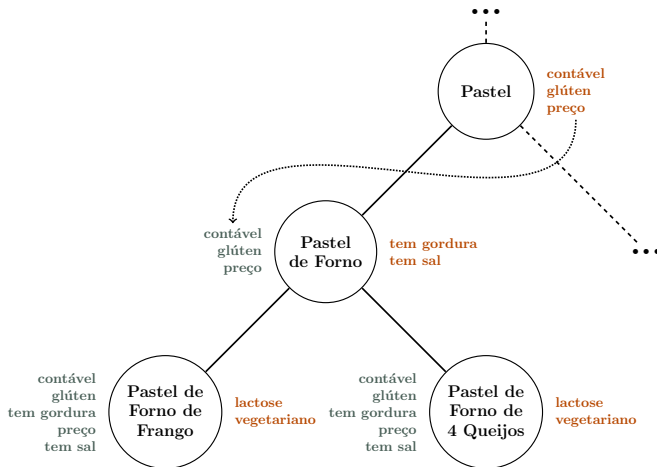 Pastel
contável
glúten
preço
contável
glúten
preço
Pastel
de Forno
tem gordura
tem sal
contável
glúten
tem gordura
preço
tem sal
Pastel de
Forno de
Frango
lactose
vegetariano
contável
glúten
tem gordura
preço
tem sal
Pastel de
Forno de
4 Queijos
lactose
vegetariano